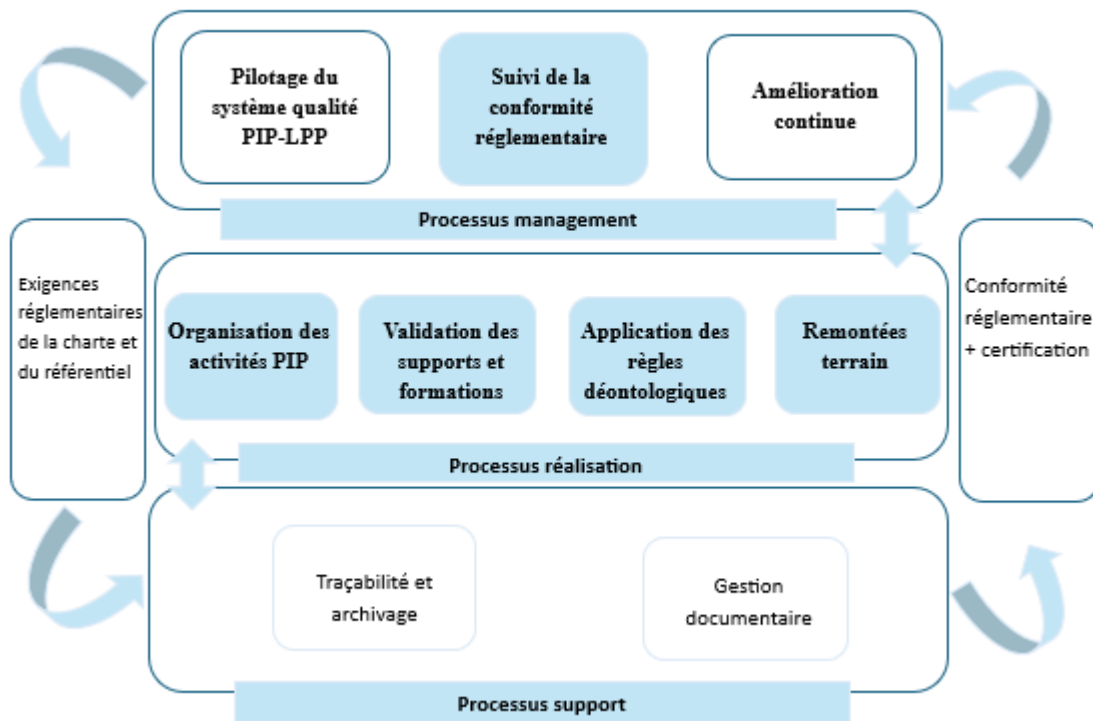 Pilotage du
système qualité
PIP-LPP
Suivi de la
conformité
réglementaire
Amélioration
continue
Processus management
Exigences
réglementaires
de la charte et
du référentiel
Organisation des
activités PIP
Validation des
supports et
formations
Application des
règles
déontologiques
Remontées
terrain
Conformité
réglementaire
+ certification
Processus réalisation
Traçabilité et
archivage
Gestion
documentaire
Processus support